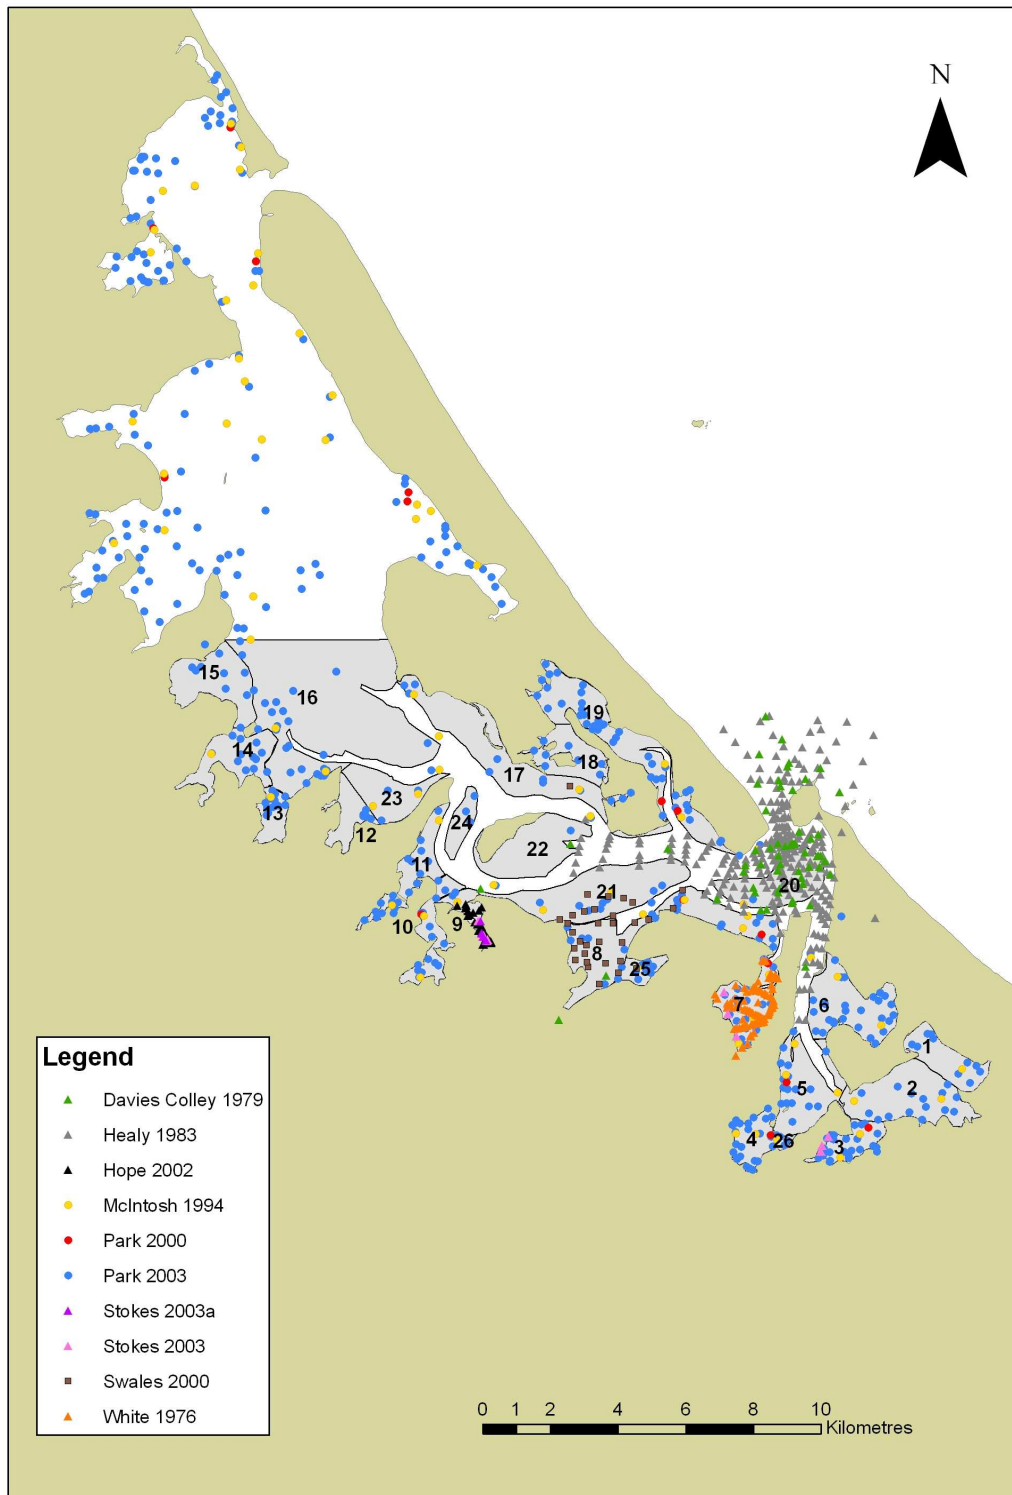 N
15
16
19
14
18
17
23
13
12
24
22
11
21
20
10
9
8
25
7
6
1
5
2
4
26
3
Legend
Davies Colley 1979
Healy 1983
Hope 2002
McIntosh 1994
Park 2000
Park 2003
Stokes 2003a
Stokes 2003
Swales 2000
White 1976
0 1 2 4 6 8 10
Kilometres